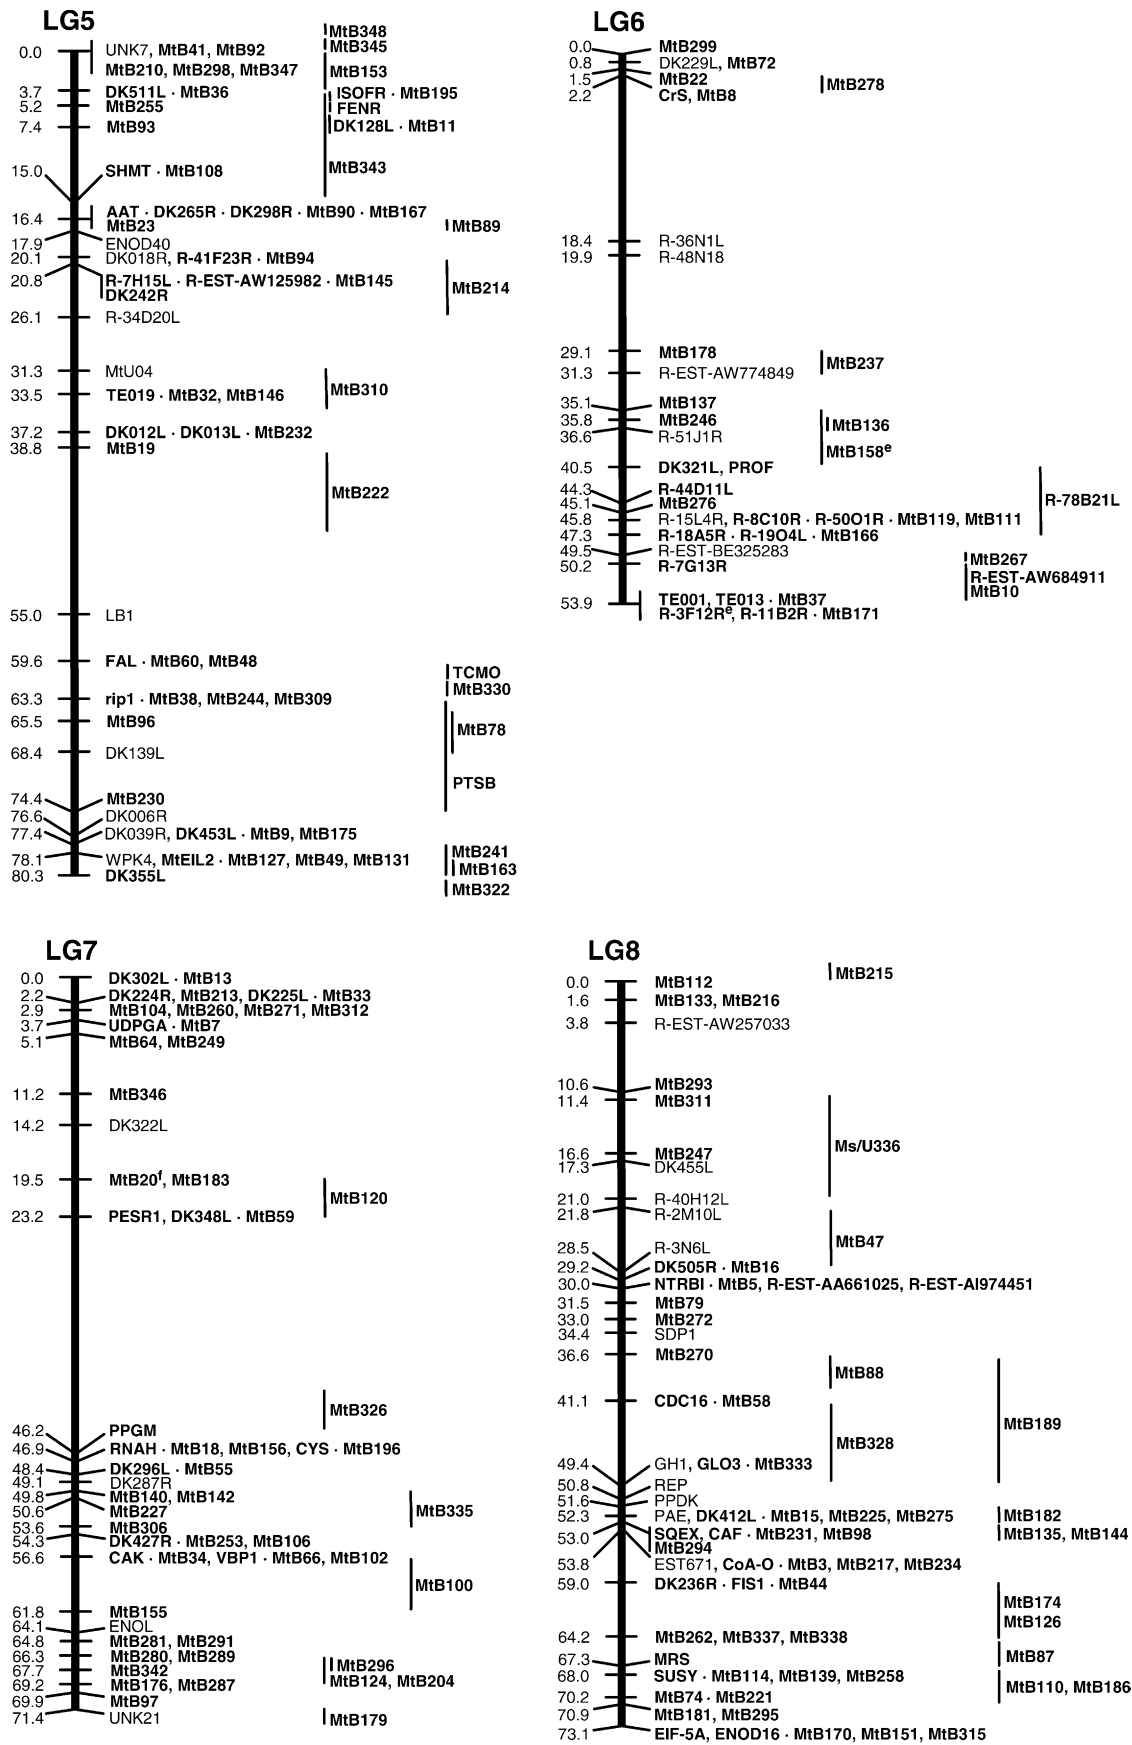 LG5
0.0 UNK7, MtB41, MtB92
MtB210, MtB298, MtB347
3.7 DK511L · MtB36
5.2 MtB255
7.4 MtB93
15.0 SHMT · MtB108
16.4 AAT · DK265R · DK298R · MtB90 · MtB167
MtB23
17.9 ENOD40
20.1 DK018R, R-41F23R · MtB94
20.8 R-7H15L · R-EST-AW125982 · MtB145
DK242R
26.1 R-34D20L
31.3 MtU04
33.5 TE019 · MtB32, MtB146
37.2 DK012L · DK013L · MtB232
38.8 MtB19
55.0 LB1
59.6 FAL · MtB60, MtB48
63.3 rip1 · MtB38, MtB244, MtB309
65.5 MtB96
68.4 DK139L
74.4 MtB230
76.6 DK006R
77.4 DK039R, DK453L · MtB9, MtB175
78.1 WPK4, MtEIL2 · MtB127, MtB49, MtB131
80.3 DK355L
MtB348
MtB345
MtB153
ISOFR · MtB195
FENR
DK128L · MtB11
MtB343
MtB89
MtB214
MtB310
MtB222
TCMO
MtB330
MtB78
PTSB
MtB241
MtB163
MtB322
LG6
0.0 MtB299
0.8 DK229L, MtB72
1.5 MtB22
2.2 CrS, MtB8
18.4 R-36N1L
19.9 R-48N18
29.1 MtB178
31.3 R-EST-AW774849
35.1 MtB137
35.8 MtB246
36.6 R-51J1R
40.5 DK321L, PROF
44.3 R-44D11L
45.1 MtB276
45.8 R-15L4R, R-8C10R · R-50O1R · MtB119, MtB111
47.3 R-18A5R · R-19O4L · MtB166
49.5 R-EST-BE325283
50.2 R-7G13R
53.9 TE001, TE013 · MtB37
R-3F12Rᵉ, R-11B2R · MtB171
MtB278
MtB237
MtB136
MtB158ᵉ
R-78B21L
MtB267
R-EST-AW684911
MtB10
LG7
0.0 DK302L · MtB13
2.2 DK224R, MtB213, DK225L · MtB33
2.9 MtB104, MtB260, MtB271, MtB312
3.7 UDPGA · MtB7
5.1 MtB64, MtB249
11.2 MtB346
14.2 DK322L
19.5 MtB20ᶠ, MtB183
23.2 PESR1, DK348L · MtB59
46.2 PPGM
46.9 RNAH · MtB18, MtB156, CYS · MtB196
48.4 DK296L · MtB55
49.1 DK287R
49.8 MtB140, MtB142
50.6 MtB227
53.6 MtB306
54.3 DK427R · MtB253, MtB106
56.6 CAK · MtB34, VBP1 · MtB66, MtB102
61.8 MtB155
64.1 ENOL
64.8 MtB281, MtB291
66.3 MtB280, MtB289
67.7 MtB342
69.2 MtB176, MtB287
69.9 MtB97
71.4 UNK21
MtB120
MtB326
MtB335
MtB100
MtB296
MtB124, MtB204
MtB179
LG8
0.0 MtB112
1.6 MtB133, MtB216
3.8 R-EST-AW257033
10.6 MtB293
11.4 MtB311
16.6 MtB247
17.3 DK455L
21.0 R-40H12L
21.8 R-2M10L
28.5 R-3N6L
29.2 DK505R · MtB16
30.0 NTRBI · MtB5, R-EST-AA661025, R-EST-AI974451
31.5 MtB79
33.0 MtB272
34.4 SDP1
36.6 MtB270
41.1 CDC16 · MtB58
49.4 GH1, GLO3 · MtB333
50.8 REP
51.6 PPDK
52.3 PAE, DK412L · MtB15, MtB225, MtB275
53.0 SQEX, CAF · MtB231, MtB98
MtB294
53.8 EST671, CoA-O · MtB3, MtB217, MtB234
59.0 DK236R · FIS1 · MtB44
64.2 MtB262, MtB337, MtB338
67.3 MRS
68.0 SUSY · MtB114, MtB139, MtB258
70.2 MtB74 · MtB221
70.9 MtB181, MtB295
73.1 EIF-5A, ENOD16 · MtB170, MtB151, MtB315
MtB215
Ms/U336
MtB47
MtB88
MtB189
MtB328
MtB182
MtB135, MtB144
MtB174
MtB126
MtB87
MtB110, MtB186